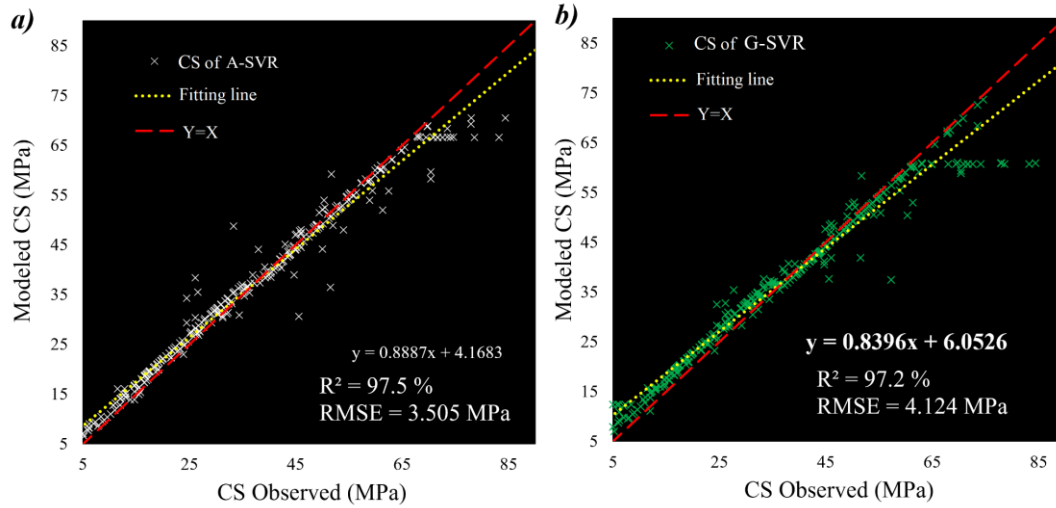 a)
85
75
65
55
45
35
25
15
5
Modeled CS (MPa)
CS of A-SVR
Fitting line
Y=X
y = 0.8887x + 4.1683
R² = 97.5 %
RMSE = 3.505 MPa
5
25
45
65
85
CS Observed (MPa)
b)
85
75
65
55
45
35
25
15
5
Modeled CS (MPa)
CS of G-SVR
Fitting line
Y=X
y = 0.8396x + 6.0526
R² = 97.2 %
RMSE = 4.124 MPa
5
25
45
65
85
CS Observed (MPa)